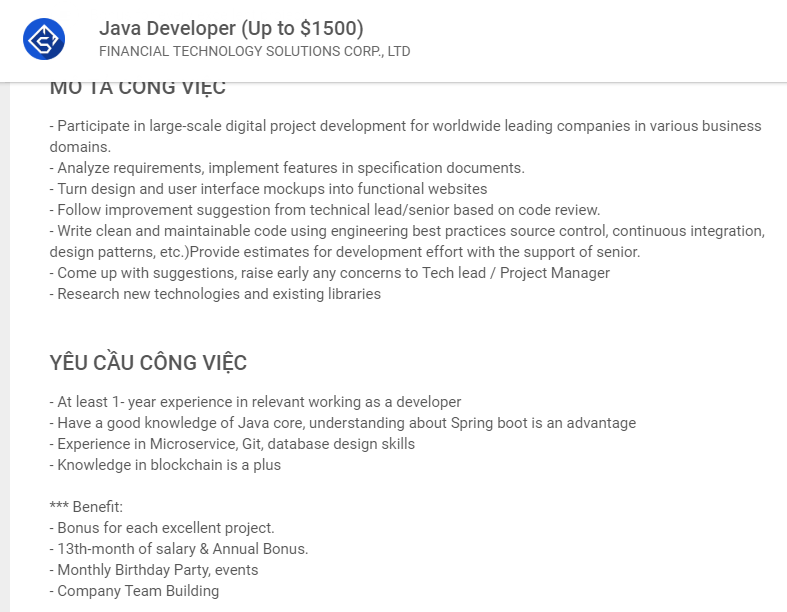 Java Developer (Up to $1500)
FINANCIAL TECHNOLOGY SOLUTIONS CORP., LTD
MÔ TẢ CÔNG VIỆC
- Participate in large-scale digital project development for worldwide leading companies in various business
domains.
- Analyze requirements, implement features in specification documents.
- Turn design and user interface mockups into functional websites
- Follow improvement suggestion from technical lead/senior based on code review.
- Write clean and maintainable code using engineering best practices source control, continuous integration,
design patterns, etc.)Provide estimates for development effort with the support of senior.
- Come up with suggestions, raise early any concerns to Tech lead / Project Manager
- Research new technologies and existing libraries
YÊU CẦU CÔNG VIỆC
- At least 1- year experience in relevant working as a developer
- Have a good knowledge of Java core, understanding about Spring boot is an advantage
- Experience in Microservice, Git, database design skills
- Knowledge in blockchain is a plus
*** Benefit:
- Bonus for each excellent project.
- 13th-month of salary & Annual Bonus.
- Monthly Birthday Party, events
- Company Team Building